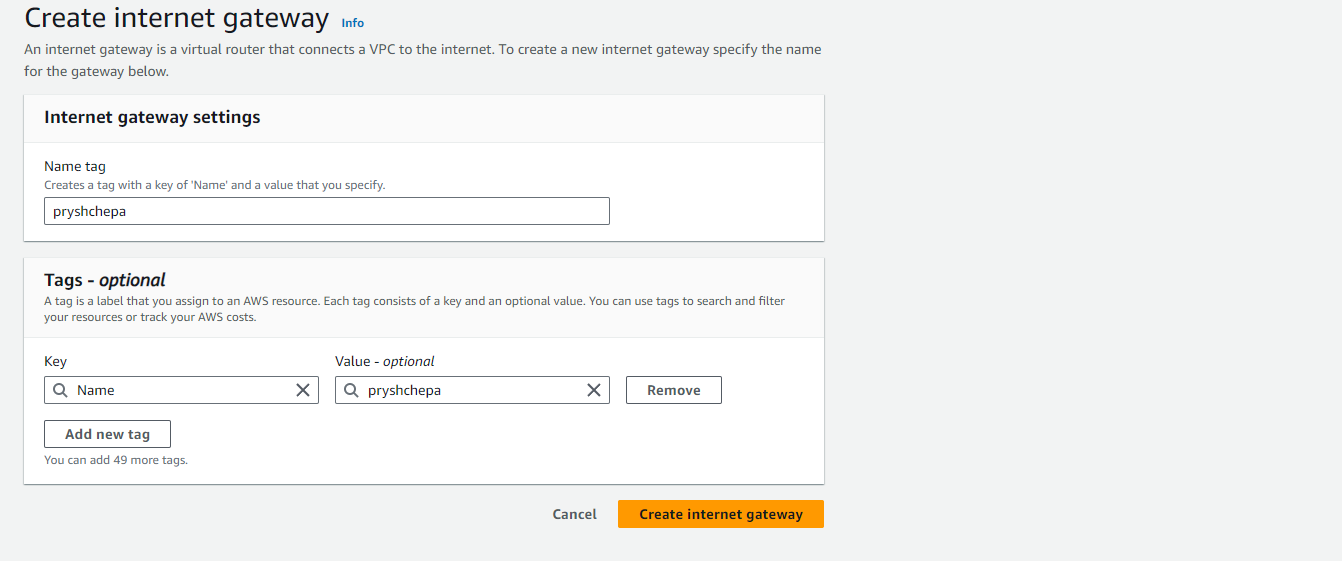 Create internet gateway Info
An internet gateway is a virtual router that connects a VPC to the internet. To create a new internet gateway specify the name
for the gateway below.
Internet gateway settings
Name tag
Creates a tag with a key of 'Name' and a value that you specify.
pryshchepa
Tags - optional
A tag is a label that you assign to an AWS resource. Each tag consists of a key and an optional value. You can use tags to search and filter
your resources or track your AWS costs.
Key Value - optional
Name pryshchepa Remove
Add new tag
You can add 49 more tags.
Cancel Create internet gateway